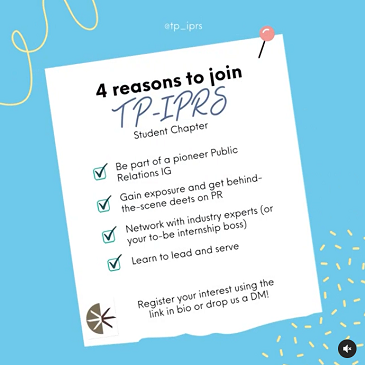 @tp_iprs
4 reasons to join
TP-IPRS
Student Chapter
Be part of a pioneer Public
Relations IG
Gain exposure and get behind-
the-scene deets on PR
Network with industry experts (or
your to-be internship boss)
Learn to lead and serve
Register your interest using the
link in bio or drop us a DM!